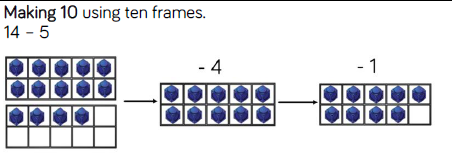 Making 10 using ten frames.
14 – 5
- 4
- 1